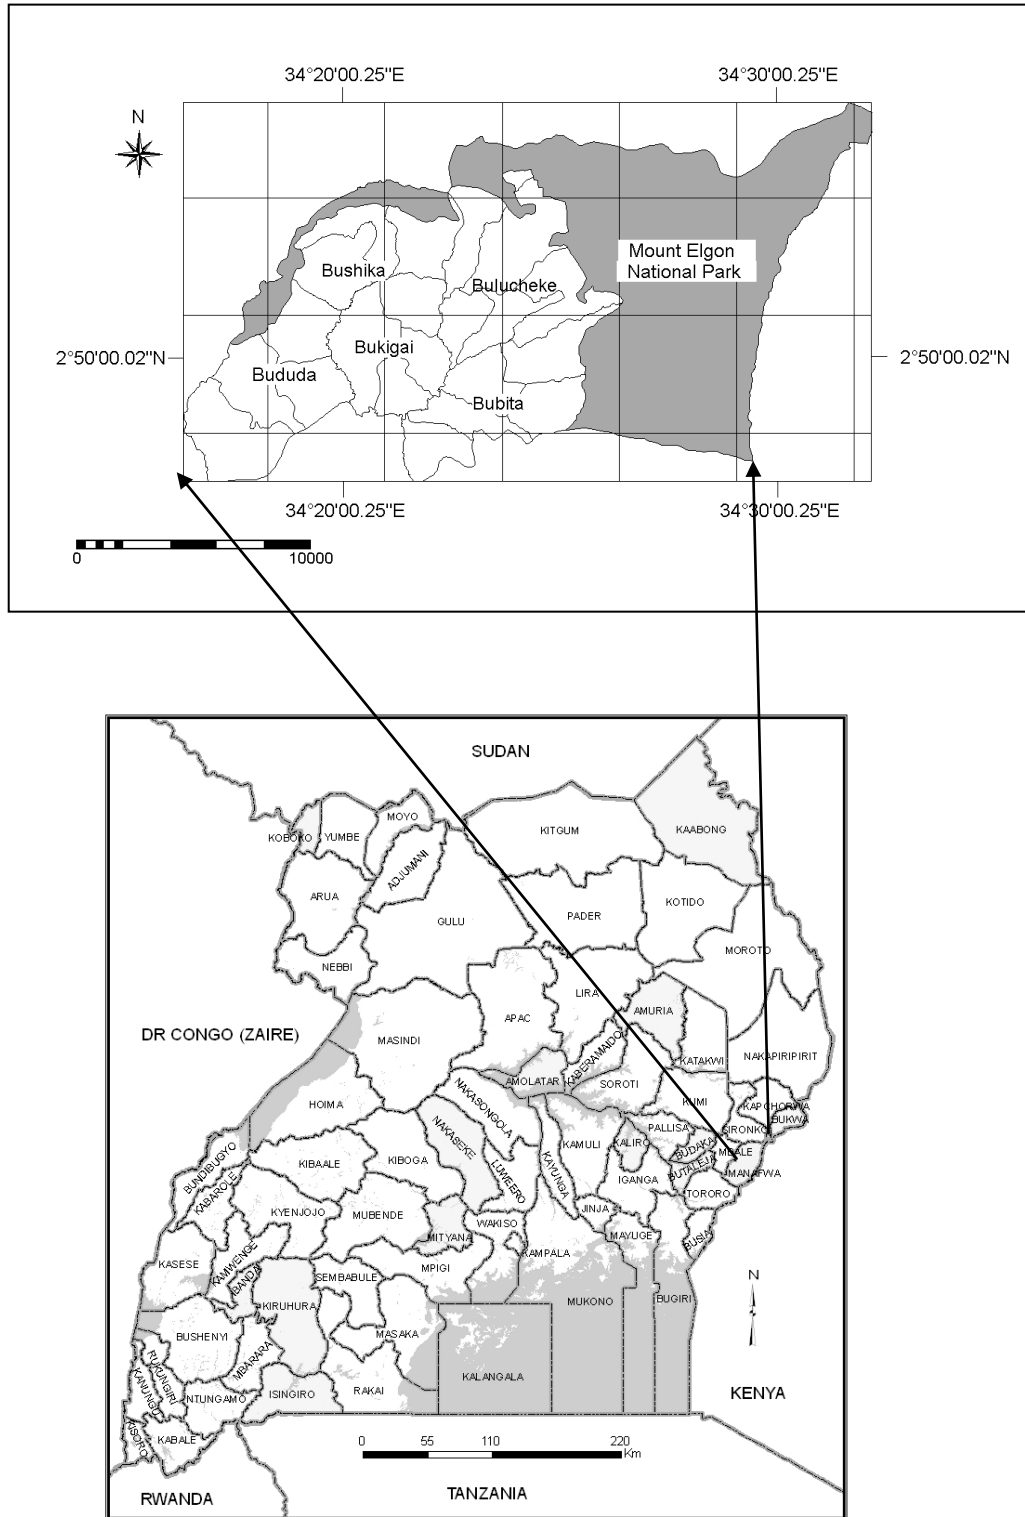 34°20'00.25"E 34°30'00.25"E
N
Mount Elgon
National Park
Bushika
Bulucheke
Bukigai
2°50'00.02"N 2°50'00.02"N
Bududa
Bubita
34°20'00.25"E 34°30'00.25"E
0 10000
SUDAN
MOYO
KOBOKO YUMBE
KITGUM
KAABONG
ADJUMANI
ARUA
KOTIDO
GULU
PADER
MOROTO
NEBBI
LIRA
AMURIA
APAC
DR CONGO (ZAIRE)
MASINDI
KABERAMAIDO
KATAKWI
NAKAPIRIPIRIT
AMOLATAR
SOROTI
HOIMA
NAKASONGOLA
KUMI
KAPCHORWA
BUKWA
PALLISA
SIRONKO
NAKASEKE
KAMULI
KALIRO
BUDAKA
MBALE
BUNDIBUGYO
KIBAALE
KIBOGA
LUWEERO
KAYUNGA
BUTALEJA
MANAFWA
IGANGA
KABAROLE
TORORO
KYENJOJO
MUBENDE
JINJA
WAKISO
MITYANA
MAYUGE
BUSIA
KAMPALA
KASESE
KAMWENGE
MPIGI
SEMBABULE
IBANDA
N
KIRUHURA
MUKONO
BUGIRI
BUSHENYI
MASAKA
MBARARA
RUKUNGIRI
KALANGALA
KANUNGU
NTUNGAMO
ISINGIRO
RAKAI
KENYA
KISORO
KABALE
0 55 110 220
Km
RWANDA
TANZANIA